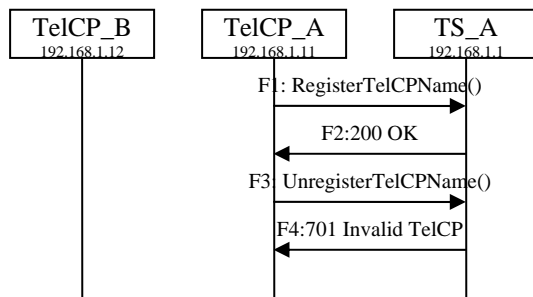 TelCP_B
192.168.1.12
TelCP_A
192.168.1.11
TS_A
192.168.1.1
F1: RegisterTelCPName()
F2:200 OK
F3: UnregisterTelCPName()
F4:701 Invalid TelCP